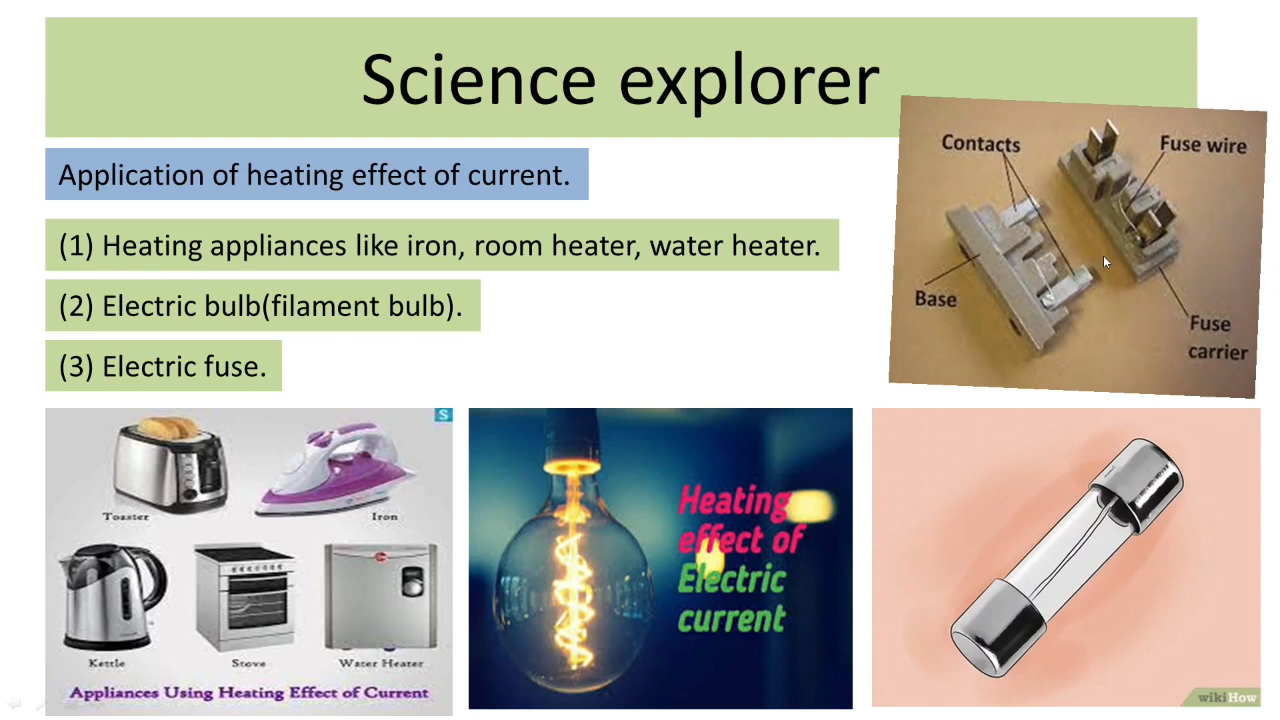 Science explorer
Application of heating effect of current.
(1) Heating appliances like iron, room heater, water heater.
(2) Electric bulb(filament bulb).
(3) Electric fuse.
Contacts
Fuse wire
Base
Fuse
carrier
S
Toaster
Iron
Kettle
Stove
Water Heater
Appliances Using Heating Effect of Current
Heating
effect of
Electric
current
wikiHow